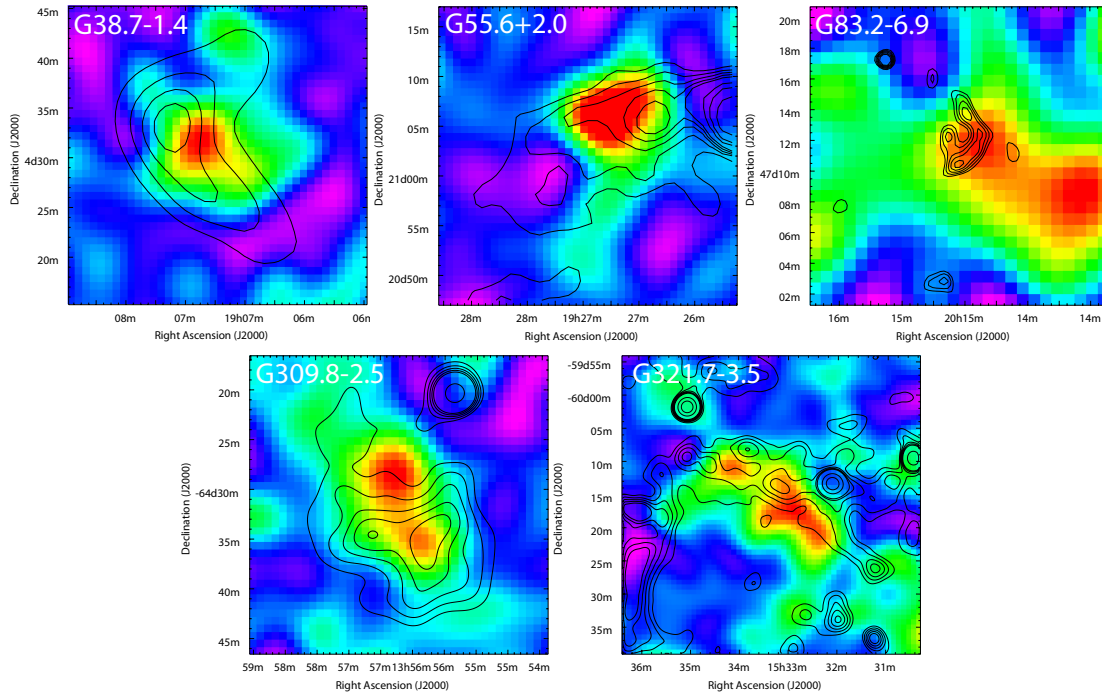 G38.7-1.4
45m
40m
35m
4d30m
25m
20m
Declination (J2000)
08m 07m 19h07m 06m 06m
Right Ascension (J2000)
G55.6+2.0
15m
10m
05m
21d00m
55m
20d50m
Declination (J2000)
28m 28m 19h27m 27m 26m
Right Ascension (J2000)
G83.2-6.9
20m
18m
16m
14m
12m
47d10m
08m
06m
04m
02m
Declination (J2000)
16m 15m 20h15m 14m 14m
Right Ascension (J2000)
G309.8-2.5
20m
25m
-64d30m
35m
40m
45m
Declination (J2000)
59m 58m 58m 57m 57m 13h56m 56m 55m 55m 54m
Right Ascension (J2000)
G321.7-3.5
-59d55m
-60d00m
05m
10m
15m
20m
25m
30m
35m
Declination (J2000)
36m 35m 34m 15h33m 32m 31m
Right Ascension (J2000)